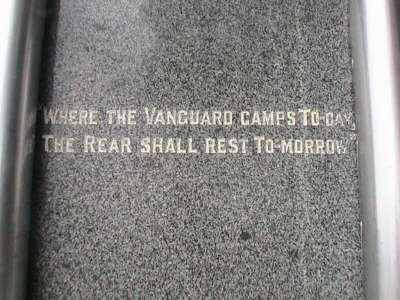 "WHERE THE VANGUARD CAMPS TO-DAY
THE REAR SHALL REST TO-MORROW"